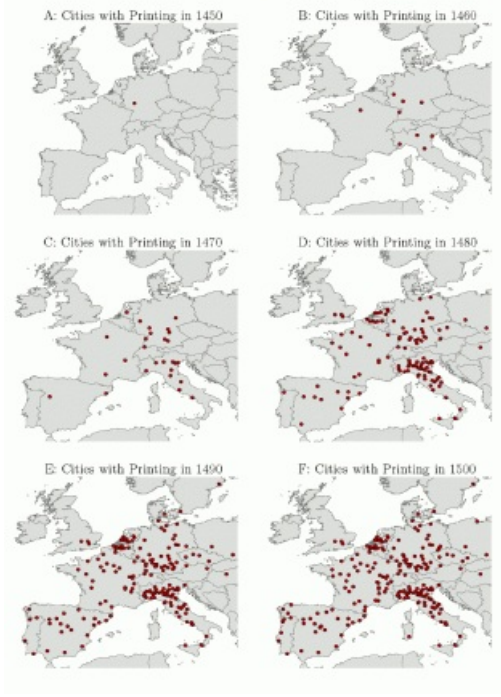 A: Cities with Printing in 1450
B: Cities with Printing in 1460
C: Cities with Printing in 1470
D: Cities with Printing in 1480
E: Cities with Printing in 1490
F: Cities with Printing in 1500